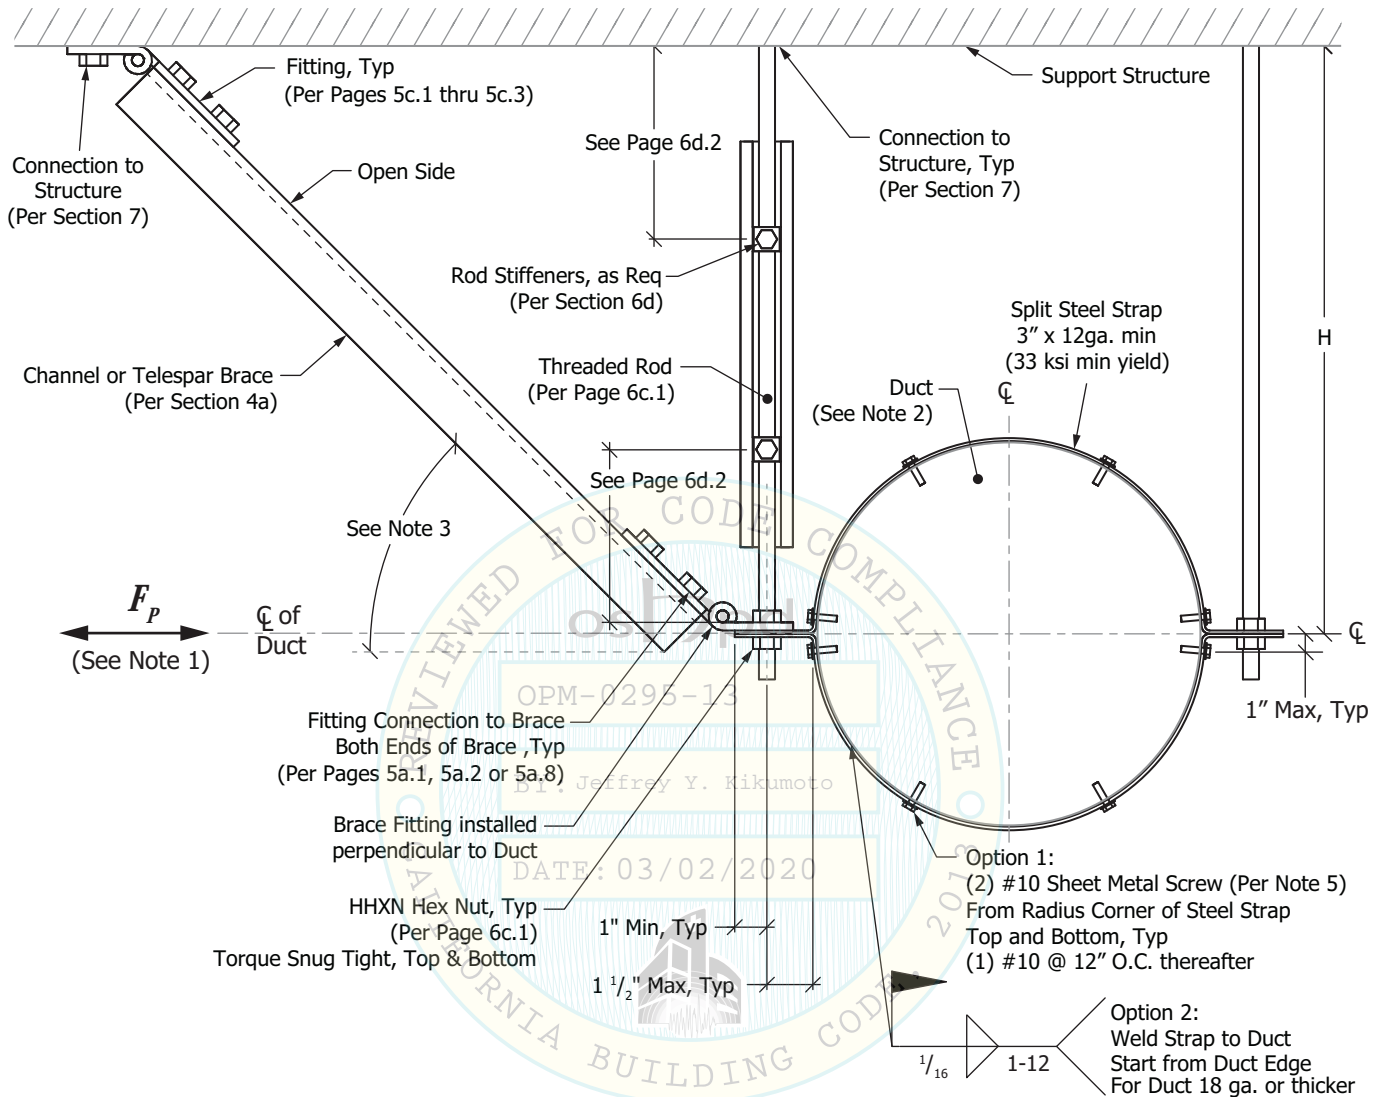 Fitting, Typ
(Per Pages 5c.1 thru 5c.3)
Support Structure
See Page 6d.2
Connection to
Structure, Typ
(Per Section 7)
Connection to
Structure
(Per Section 7)
Open Side
Rod Stiffeners, as Req
(Per Section 6d)
Split Steel Strap
3” x 12ga. min
(33 ksi min yield)
H
Channel or Telespar Brace
(Per Section 4a)
Threaded Rod
(Per Page 6c.1)
Duct
(See Note 2)
℄
See Page 6d.2
See Note 3
Fₚ
(See Note 1)
℄ of
Duct
℄
1” Max, Typ
REVIEWED FOR CODE COMPLIANCE
oshpd
OPM-0295-13
BY: Jeffrey Y. Kikumoto
DATE: 03/02/2020
CALIFORNIA BUILDING CODE, 2013
Fitting Connection to Brace
Both Ends of Brace ,Typ
(Per Pages 5a.1, 5a.2 or 5a.8)
Brace Fitting installed
perpendicular to Duct
HHXN Hex Nut, Typ
(Per Page 6c.1)
Torque Snug Tight, Top & Bottom
1" Min, Typ
1 1/2" Max, Typ
Option 1:
(2) #10 Sheet Metal Screw (Per Note 5)
From Radius Corner of Steel Strap
Top and Bottom, Typ
(1) #10 @ 12” O.C. thereafter
1/16
1-12
Option 2:
Weld Strap to Duct
Start from Duct Edge
For Duct 18 ga. or thicker